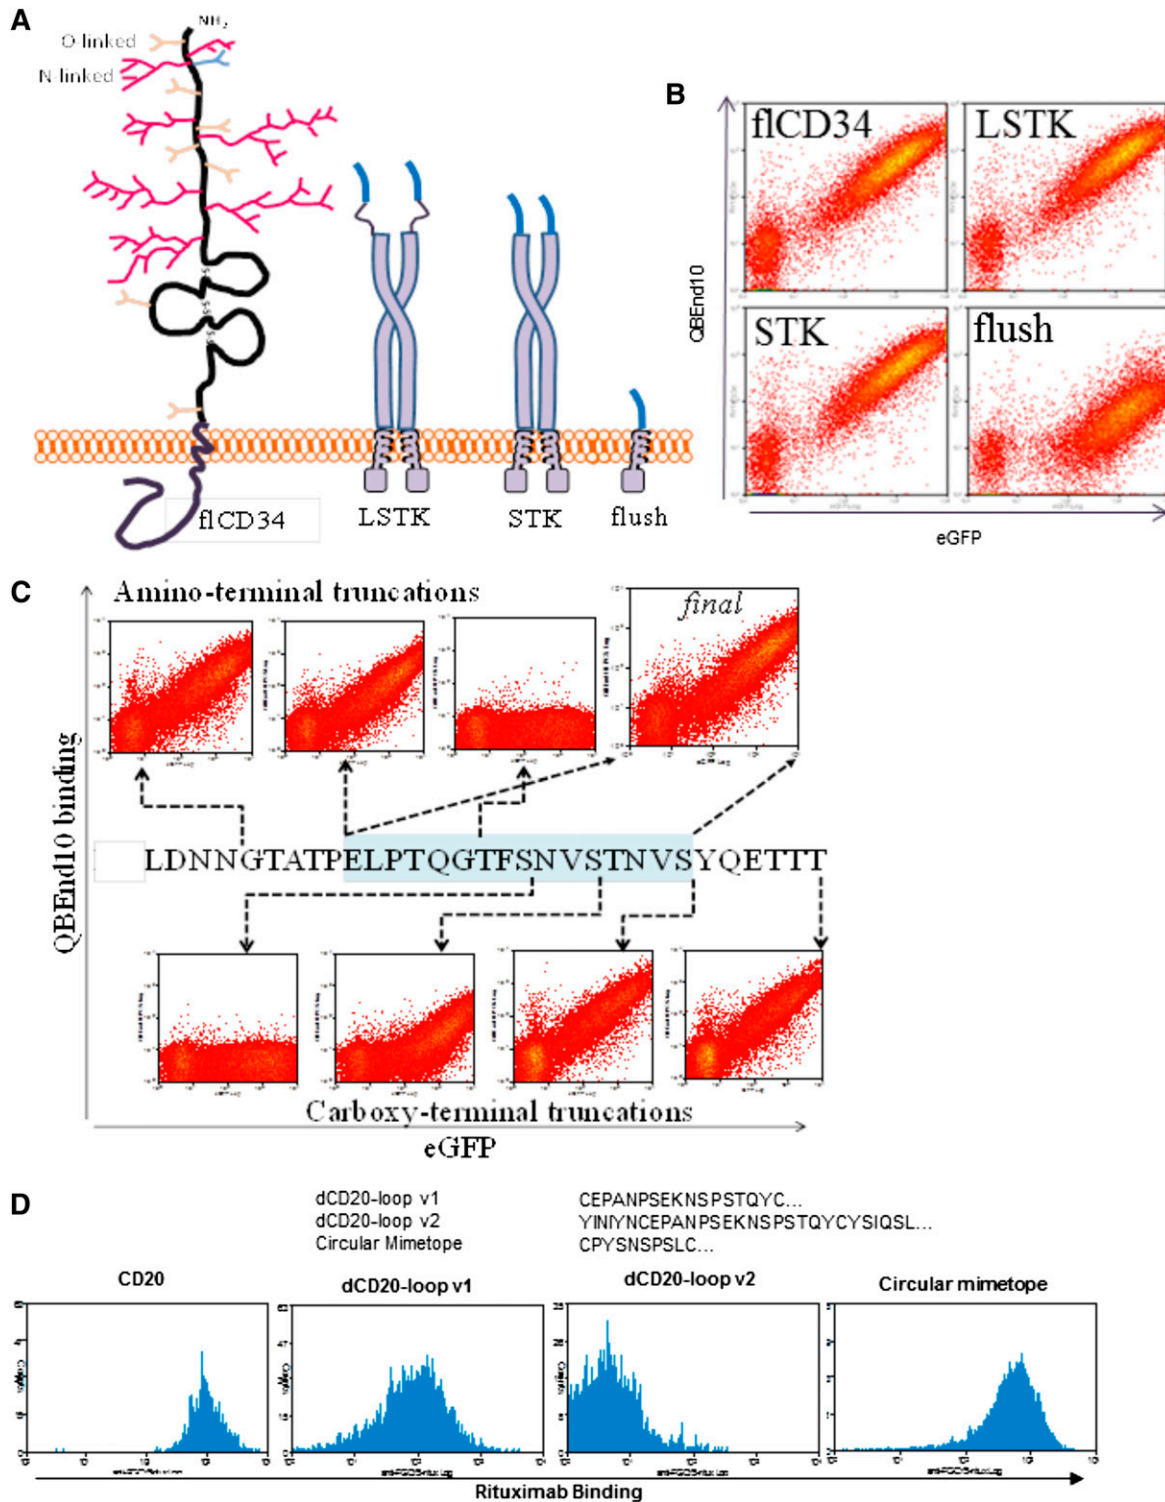 A
NH2
O-linked
N-linked
flCD34
LSTK
STK
flush
B
flCD34
LSTK
STK
flush
QBEnd10
eGFP
C
Amino-terminal truncations
final
QBEnd10 binding
LDNNGTATPELPTQGTFSNVSTNVSYQETTT
Carboxy-terminal truncations
eGFP
D
dCD20-loop v1 CEPANPSEKNSPSTQYC...
dCD20-loop v2 YINIYNCEPANPSEKNSPSTQYCYSIQSL...
Circular Mimetope CPYSNSPSLC...
CD20
dCD20-loop v1
dCD20-loop v2
Circular mimetope
Rituximab Binding